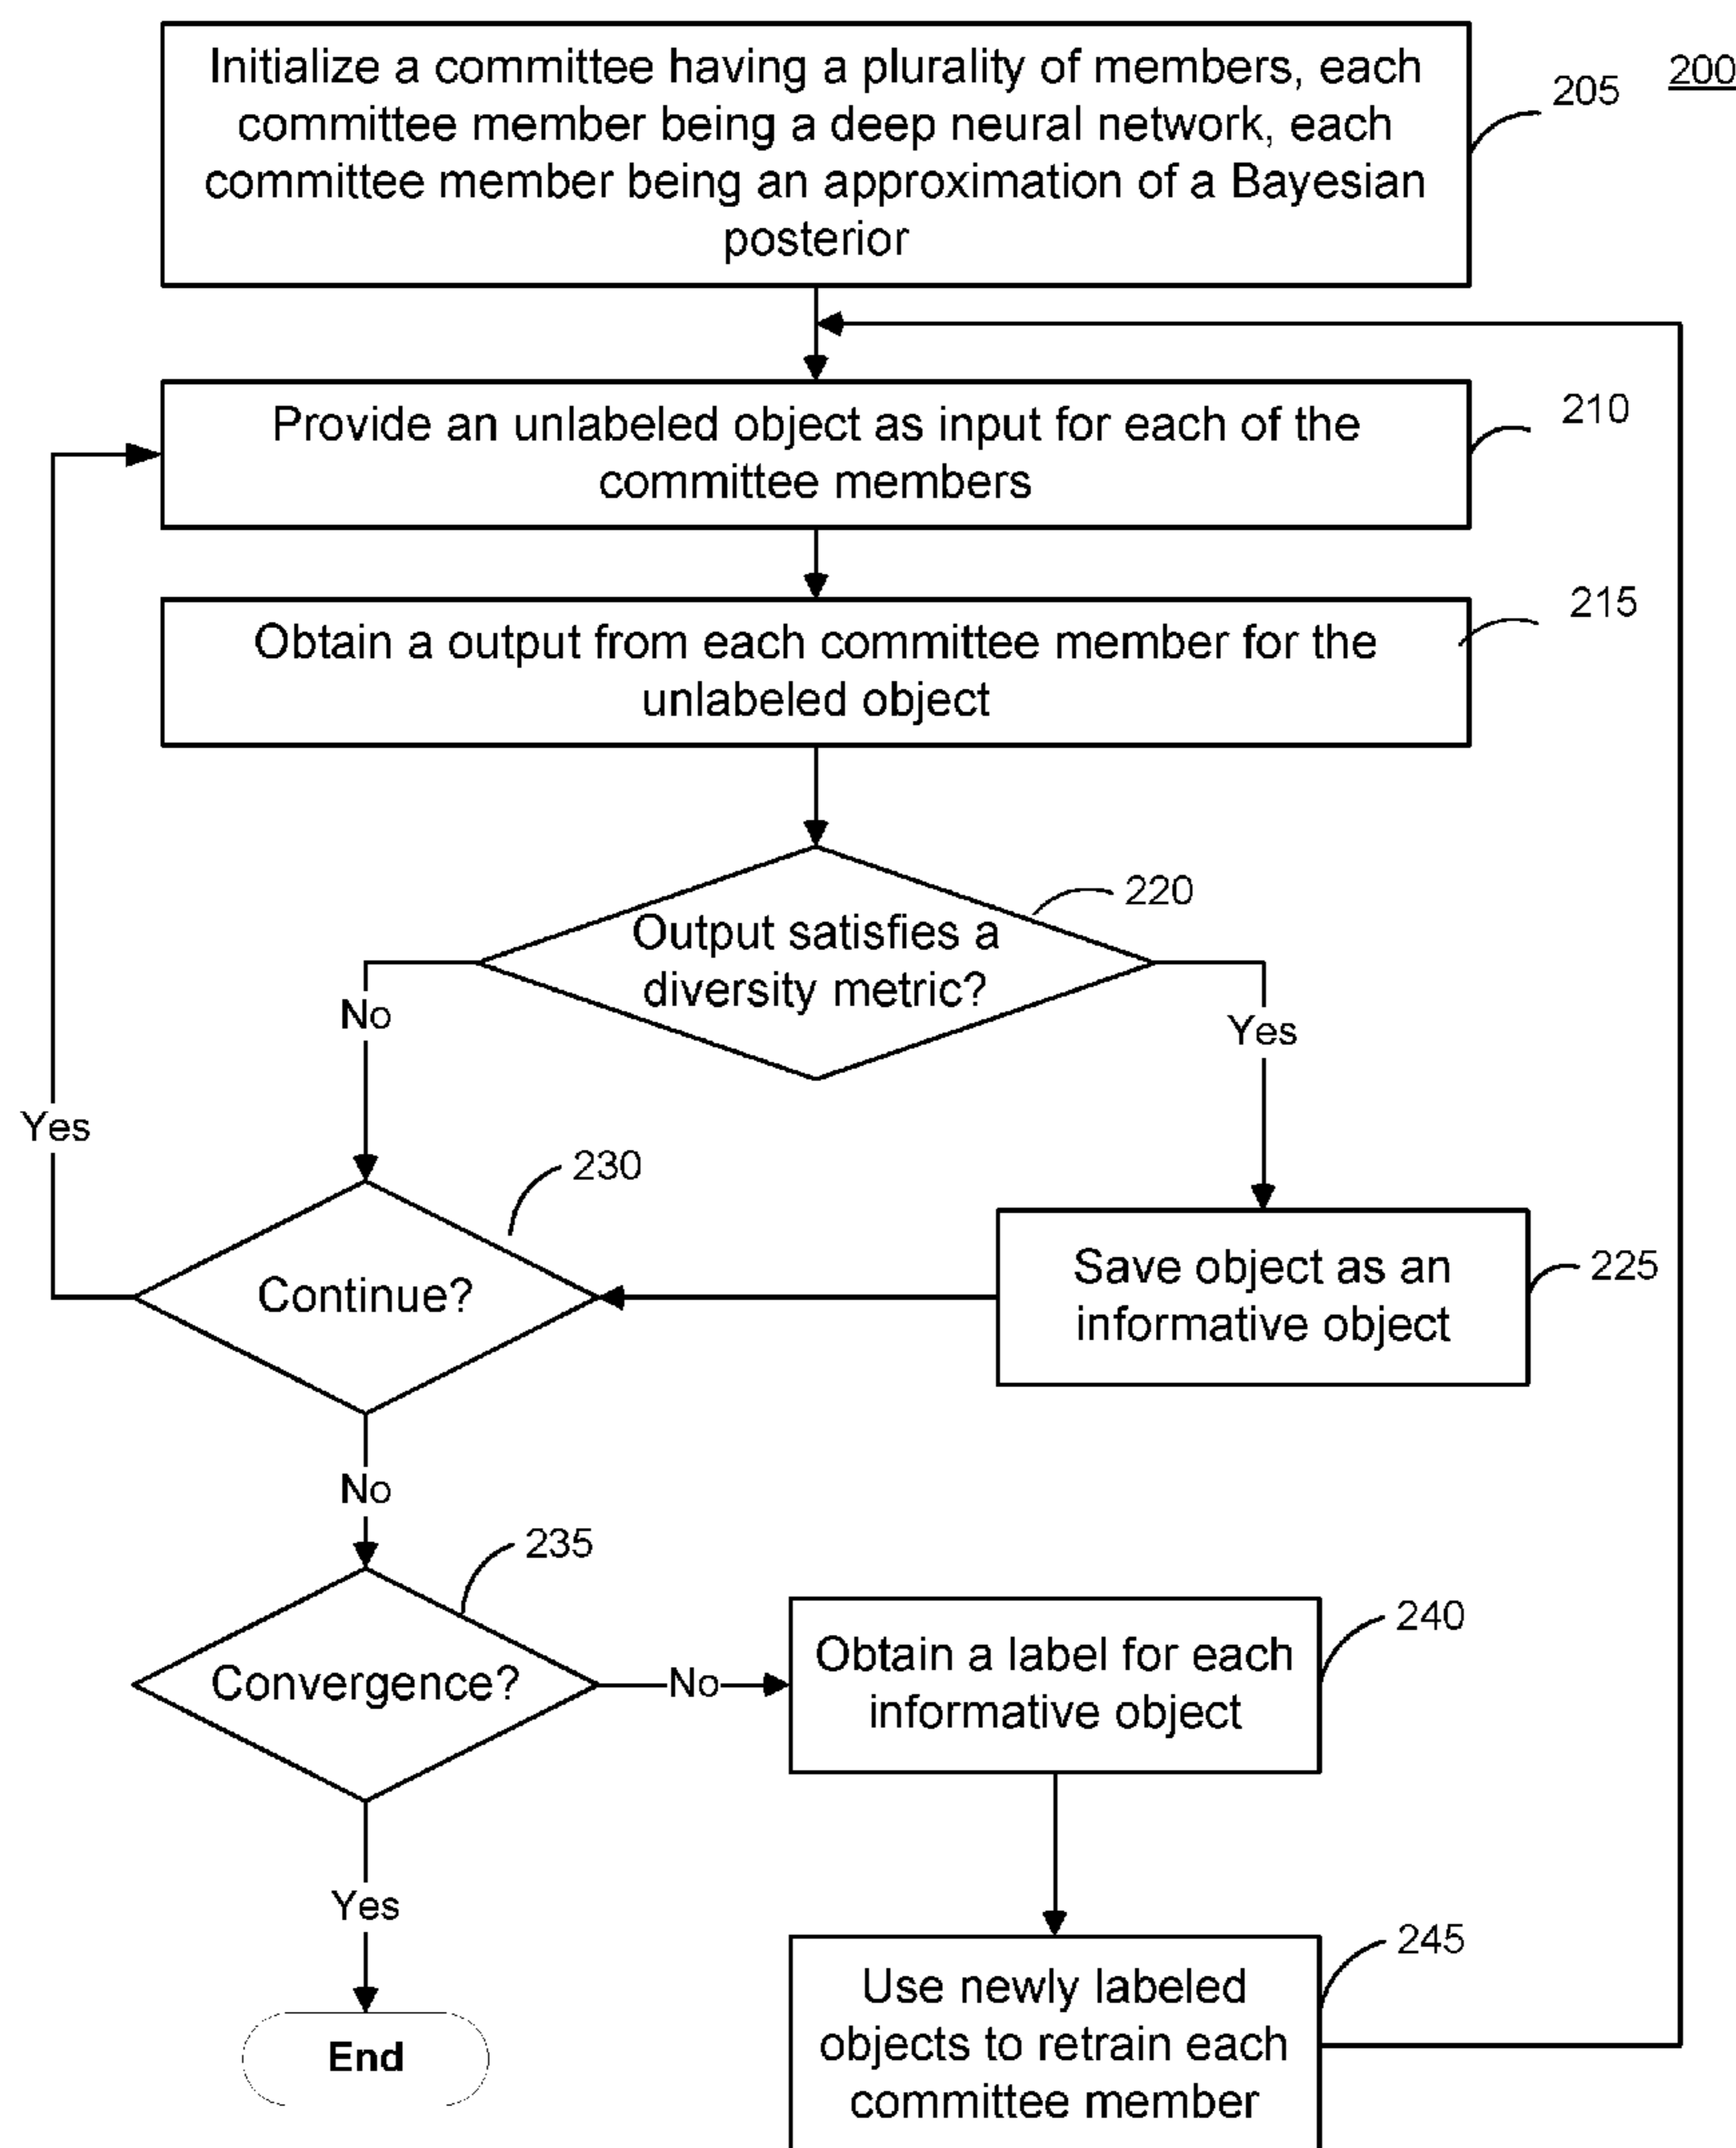 200
Initialize a committee having a plurality of members, each
committee member being a deep neural network, each
committee member being an approximation of a Bayesian
posterior
205
Provide an unlabeled object as input for each of the
committee members
210
Obtain a output from each committee member for the
unlabeled object
215
Output satisfies a
diversity metric?
220
No
Yes
Yes
230
Continue?
Save object as an
informative object
225
No
235
Convergence?
No
Obtain a label for each
informative object
240
Yes
End
Use newly labeled
objects to retrain each
committee member
245